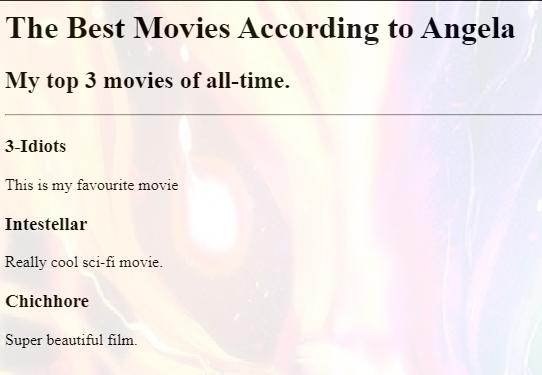 The Best Movies According to Angela
My top 3 movies of all-time.
3-Idiots
This is my favourite movie
Intestellar
Really cool sci-fi movie.
Chichhore
Super beautiful film.